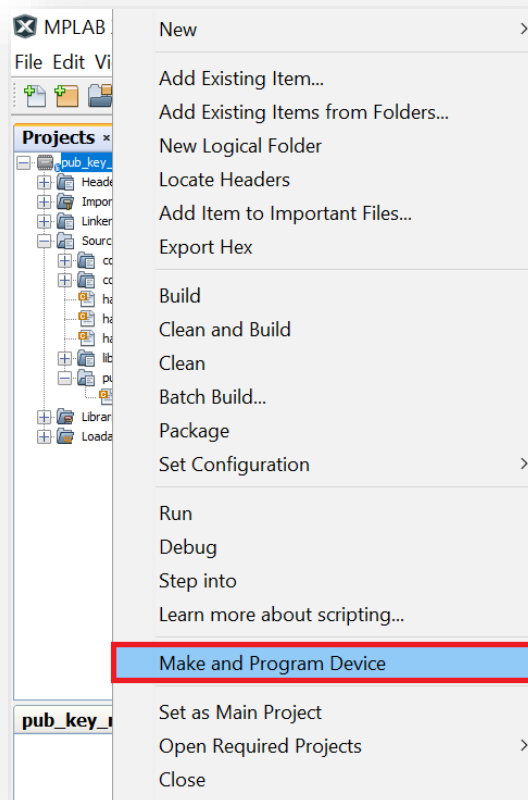 MPLAB
New
File Edit Vi
Add Existing Item...
Add Existing Items from Folders...
New Logical Folder
Locate Headers
Add Item to Important Files...
Export Hex
Build
Clean and Build
Clean
Batch Build...
Package
Set Configuration
Run
Debug
Step into
Learn more about scripting...
Make and Program Device
Set as Main Project
Open Required Projects
Close
Projects
pub_key_
Heade
Impor
Linker
Sourc
co
co
ha
ha
ha
lib
pu
Librar
Loada
pub_key_r